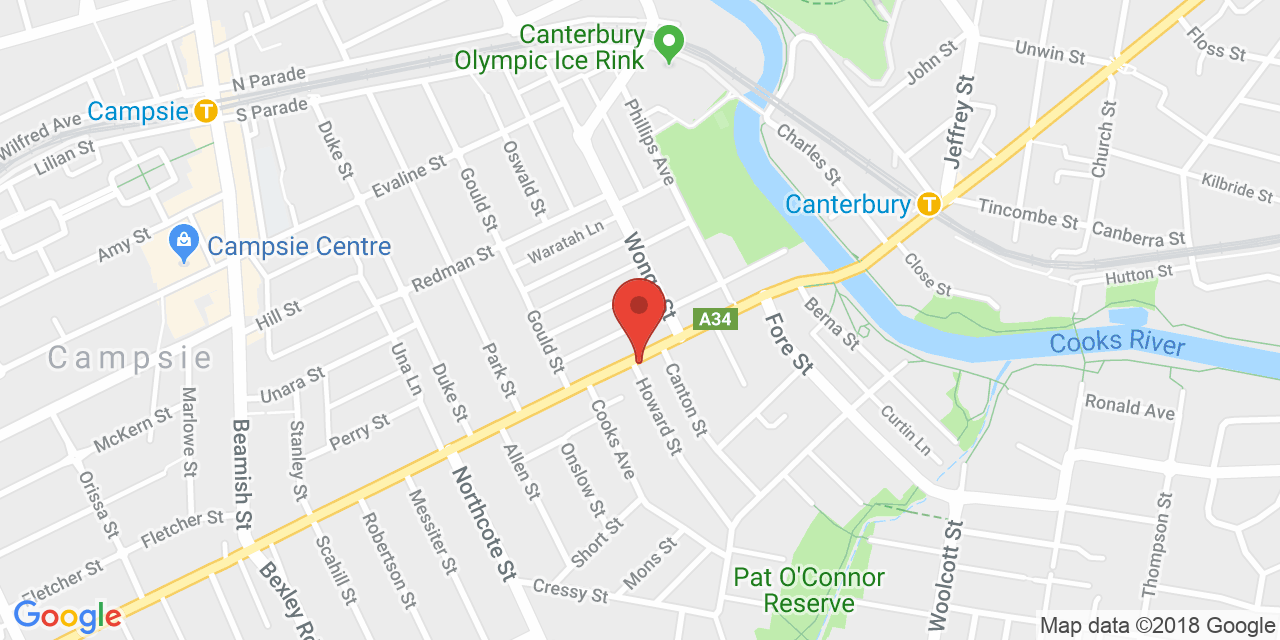 Canterbury
Olympic Ice Rink
N Parade
S Parade
Campsie
T
Wilfred Ave
Lilian St
Duke St
Evaline St
Oswald St
Gould St
Phillips Ave
John St
Unwin St
Floss St
Jeffrey St
Church St
Charles St
Kilbride St
Canterbury
T
Tincombe St
Canberra St
Hutton St
Close St
Amy St
Campsie Centre
Redman St
Waratah Ln
Hill St
Gould St
A34
Berna St
Fore St
Cooks River
Campsie
Una Ln
Park St
Duke St
Unara St
Perry St
McKern St
Marlowe St
Stanley St
Beamish St
Orissa St
Fletcher St
Fletcher St
Scahill St
Robertson St
Messiter St
Northcote St
Allen St
Onslow St
Cooks Ave
Howard St
Canton St
Curtin Ln
Ronald Ave
Short St
Mons St
Cressy St
Woolcott St
Thompson St
Pat O'Connor
Reserve
Google
Map data ©2018 Google